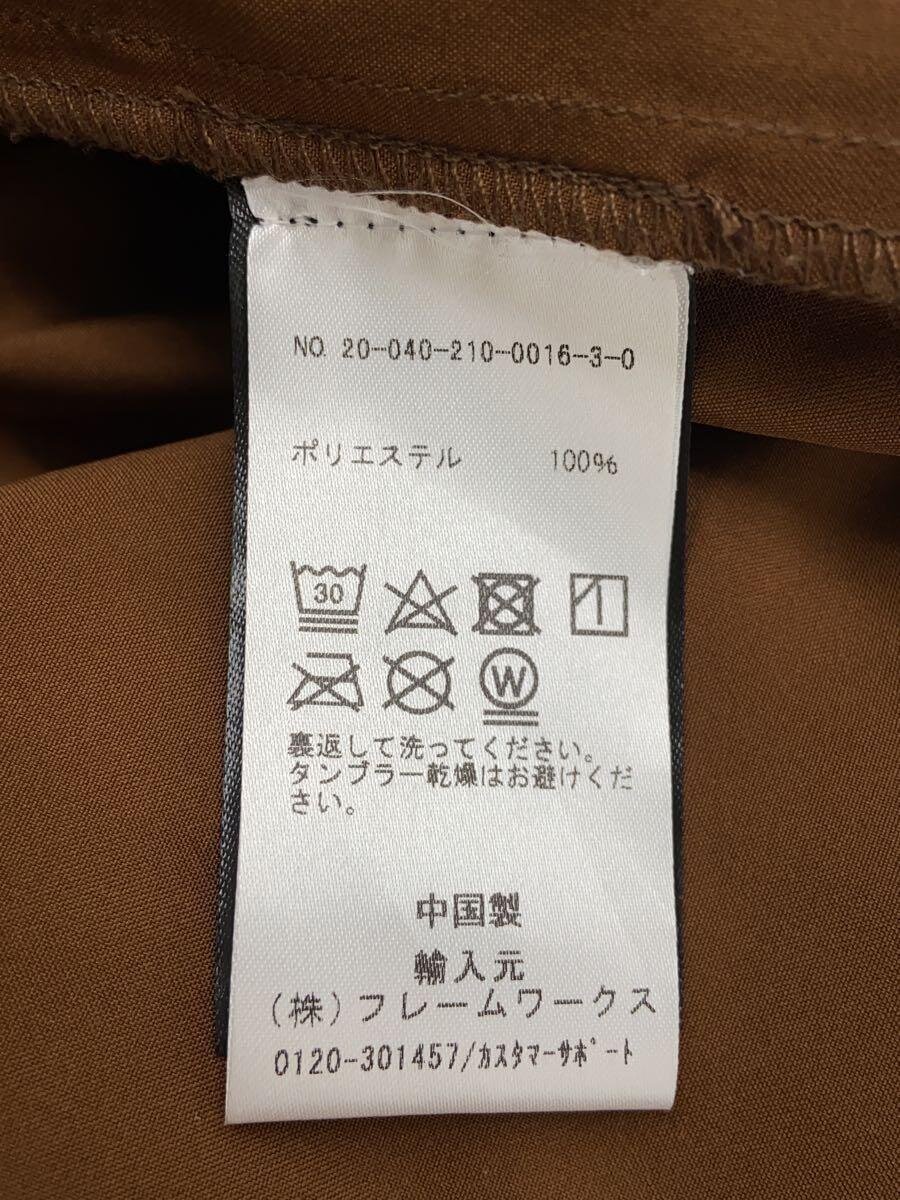 NO. 20-040-210-0016-3-0
ポリエステル 100%
30
W
裏返して洗ってください。
タンブラー乾燥はお避けくだ
さい。
中国製
輸入元
(株)フレームワークス
0120-301457/ｶｽﾀﾏｰｻﾎﾟｰﾄ